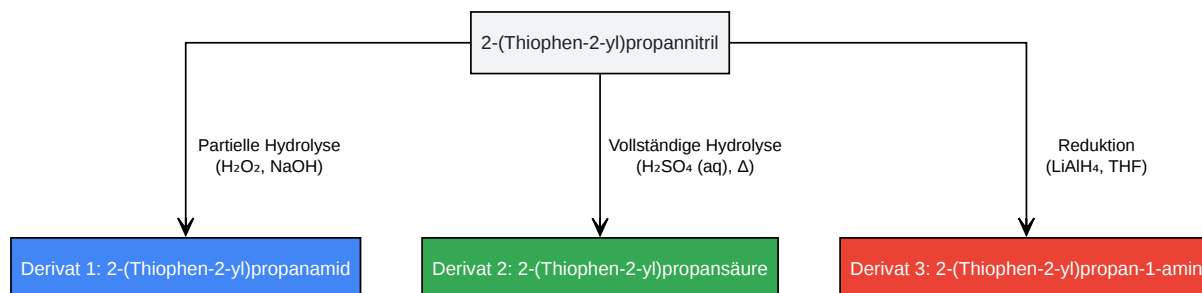 2-(Thiophen-2-yl)propannitril
Partielle Hydrolyse
(H₂O₂, NaOH)
Vollständige Hydrolyse
(H₂SO₄ (aq), Δ)
Reduktion
(LiAlH₄, THF)
Derivat 1: 2-(Thiophen-2-yl)propanamid
Derivat 2: 2-(Thiophen-2-yl)propansäure
Derivat 3: 2-(Thiophen-2-yl)propan-1-amin